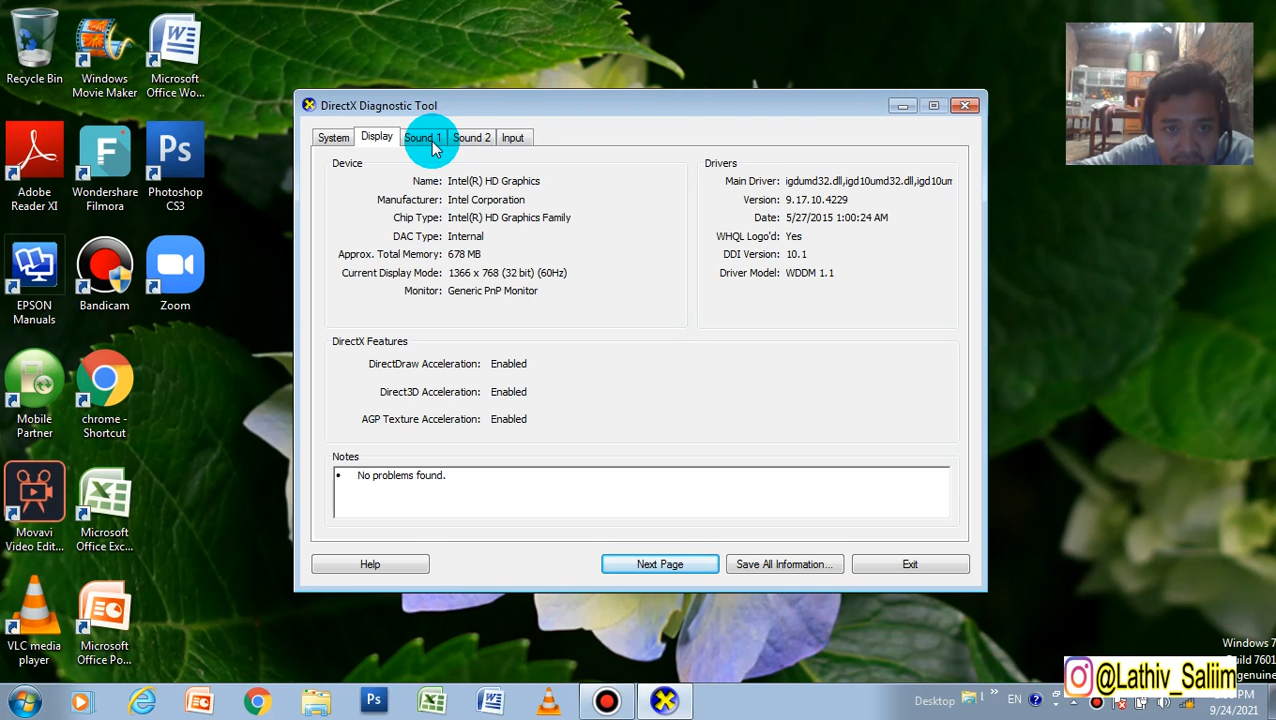 Recycle Bin
Windows
Movie Maker
Microsoft
Office Wo...
Adobe
Reader XI
Wondershare
Filmora
Photoshop
CS3
EPSON
Manuals
Bandicam
Zoom
Mobile
Partner
chrome -
Shortcut
Movavi
Video Edit...
Microsoft
Office Exc...
VLC media
player
Microsoft
Office Po...
DirectX Diagnostic Tool
System
Display
Sound 1
Sound 2
Input
Device
Name: Intel(R) HD Graphics
Manufacturer: Intel Corporation
Chip Type: Intel(R) HD Graphics Family
DAC Type: Internal
Approx. Total Memory: 678 MB
Current Display Mode: 1366 x 768 (32 bit) (60Hz)
Monitor: Generic PnP Monitor
Drivers
Main Driver: igdumd32.dll,igd10umd32.dll,igd10um
Version: 9.17.10.4229
Date: 5/27/2015 1:00:24 AM
WHQL Logo'd: Yes
DDI Version: 10.1
Driver Model: WDDM 1.1
DirectX Features
DirectDraw Acceleration: Enabled
Direct3D Acceleration: Enabled
AGP Texture Acceleration: Enabled
Notes
• No problems found.
Help
Next Page
Save All Information...
Exit
Windows 7
uild 7601
genuine
@Lathiv_Saliim
Desktop
»
EN
PM
9/24/2021